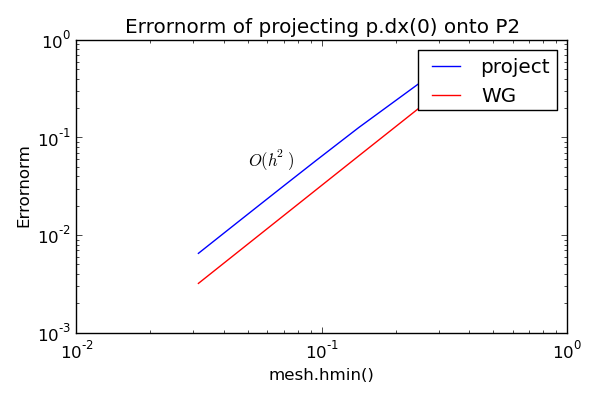 Errornorm of projecting p.dx(0) onto P2
10^0
project
WG
10^-1
O(h^2)
Errornorm
10^-2
10^-3
10^-2 10^-1 10^0
mesh.hmin()